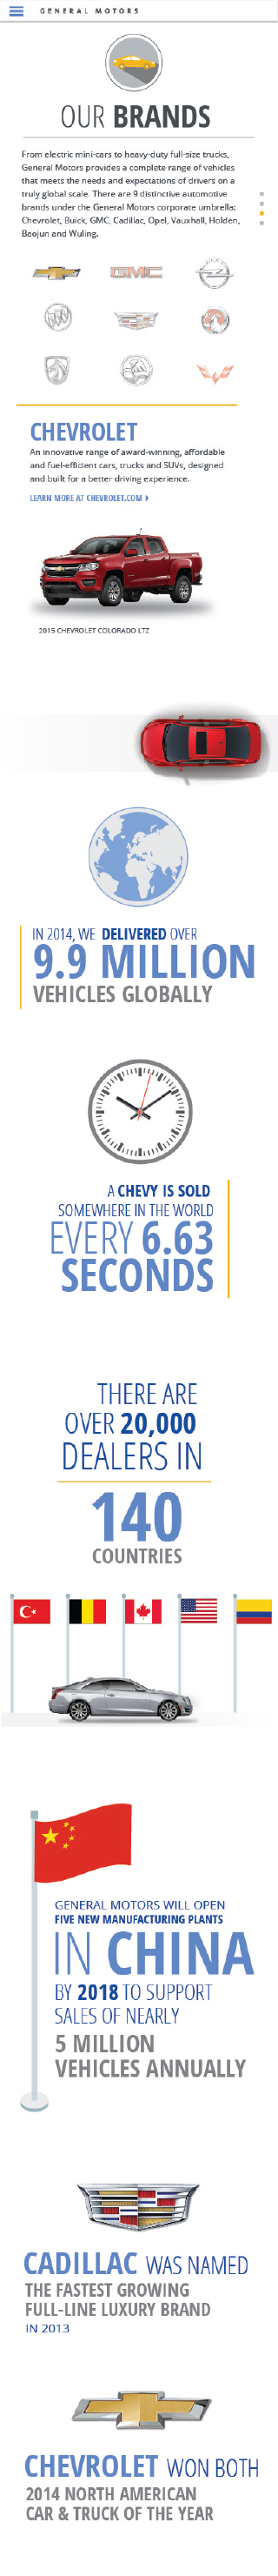 GENERAL MOTORS
OUR BRANDS
From electric mini-cars to heavy-duty full-size trucks,
General Motors provides a complete range of vehicles
that meets the needs and expectations of drivers on a
truly global scale. There are 9 distinctive automotive
brands under the General Motors corporate umbrella:
Chevrolet, Buick, GMC, Cadillac, Opel, Vauxhall, Holden,
Baojun and Wuling.
GMC
CHEVROLET
An innovative range of award-winning, affordable
and fuel-efficient cars, trucks and SUVs, designed
and built for a better driving experience.
LEARN MORE AT CHEVROLET.COM
2015 CHEVROLET COLORADO LTZ
IN 2014, WE DELIVERED OVER
9.9 MILLION
VEHICLES GLOBALLY
A CHEVY IS SOLD
SOMEWHERE IN THE WORLD
EVERY 6.63
SECONDS
THERE ARE
OVER 20,000
DEALERS IN
140
COUNTRIES
GENERAL MOTORS WILL OPEN
FIVE NEW MANUFACTURING PLANTS
IN CHINA
BY 2018 TO SUPPORT
SALES OF NEARLY
5 MILLION
VEHICLES ANNUALLY
CADILLAC WAS NAMED
THE FASTEST GROWING
FULL-LINE LUXURY BRAND
IN 2013
CHEVROLET WON BOTH
2014 NORTH AMERICAN
CAR & TRUCK OF THE YEAR